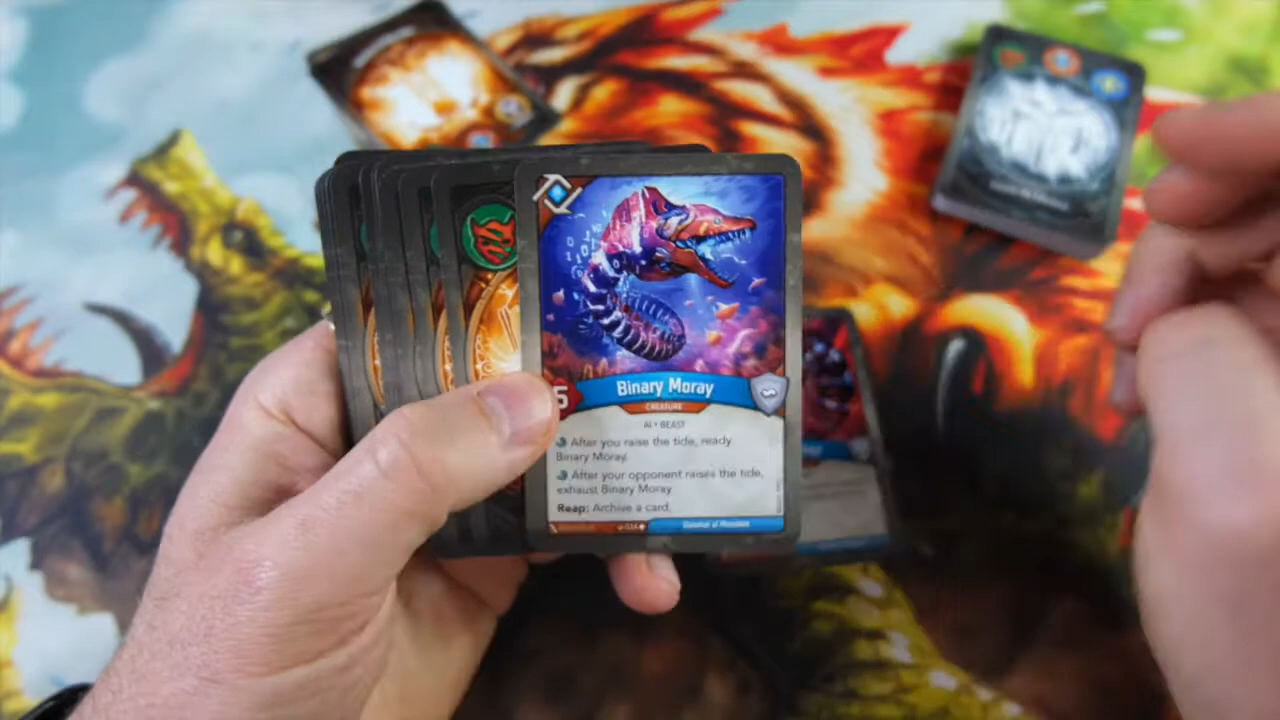 5
Binary Moray
CREATURE
AI • BEAST
After you raise the tide, ready
Binary Moray.
After your opponent raises the tide,
exhaust Binary Moray
Reap: Archive a card.